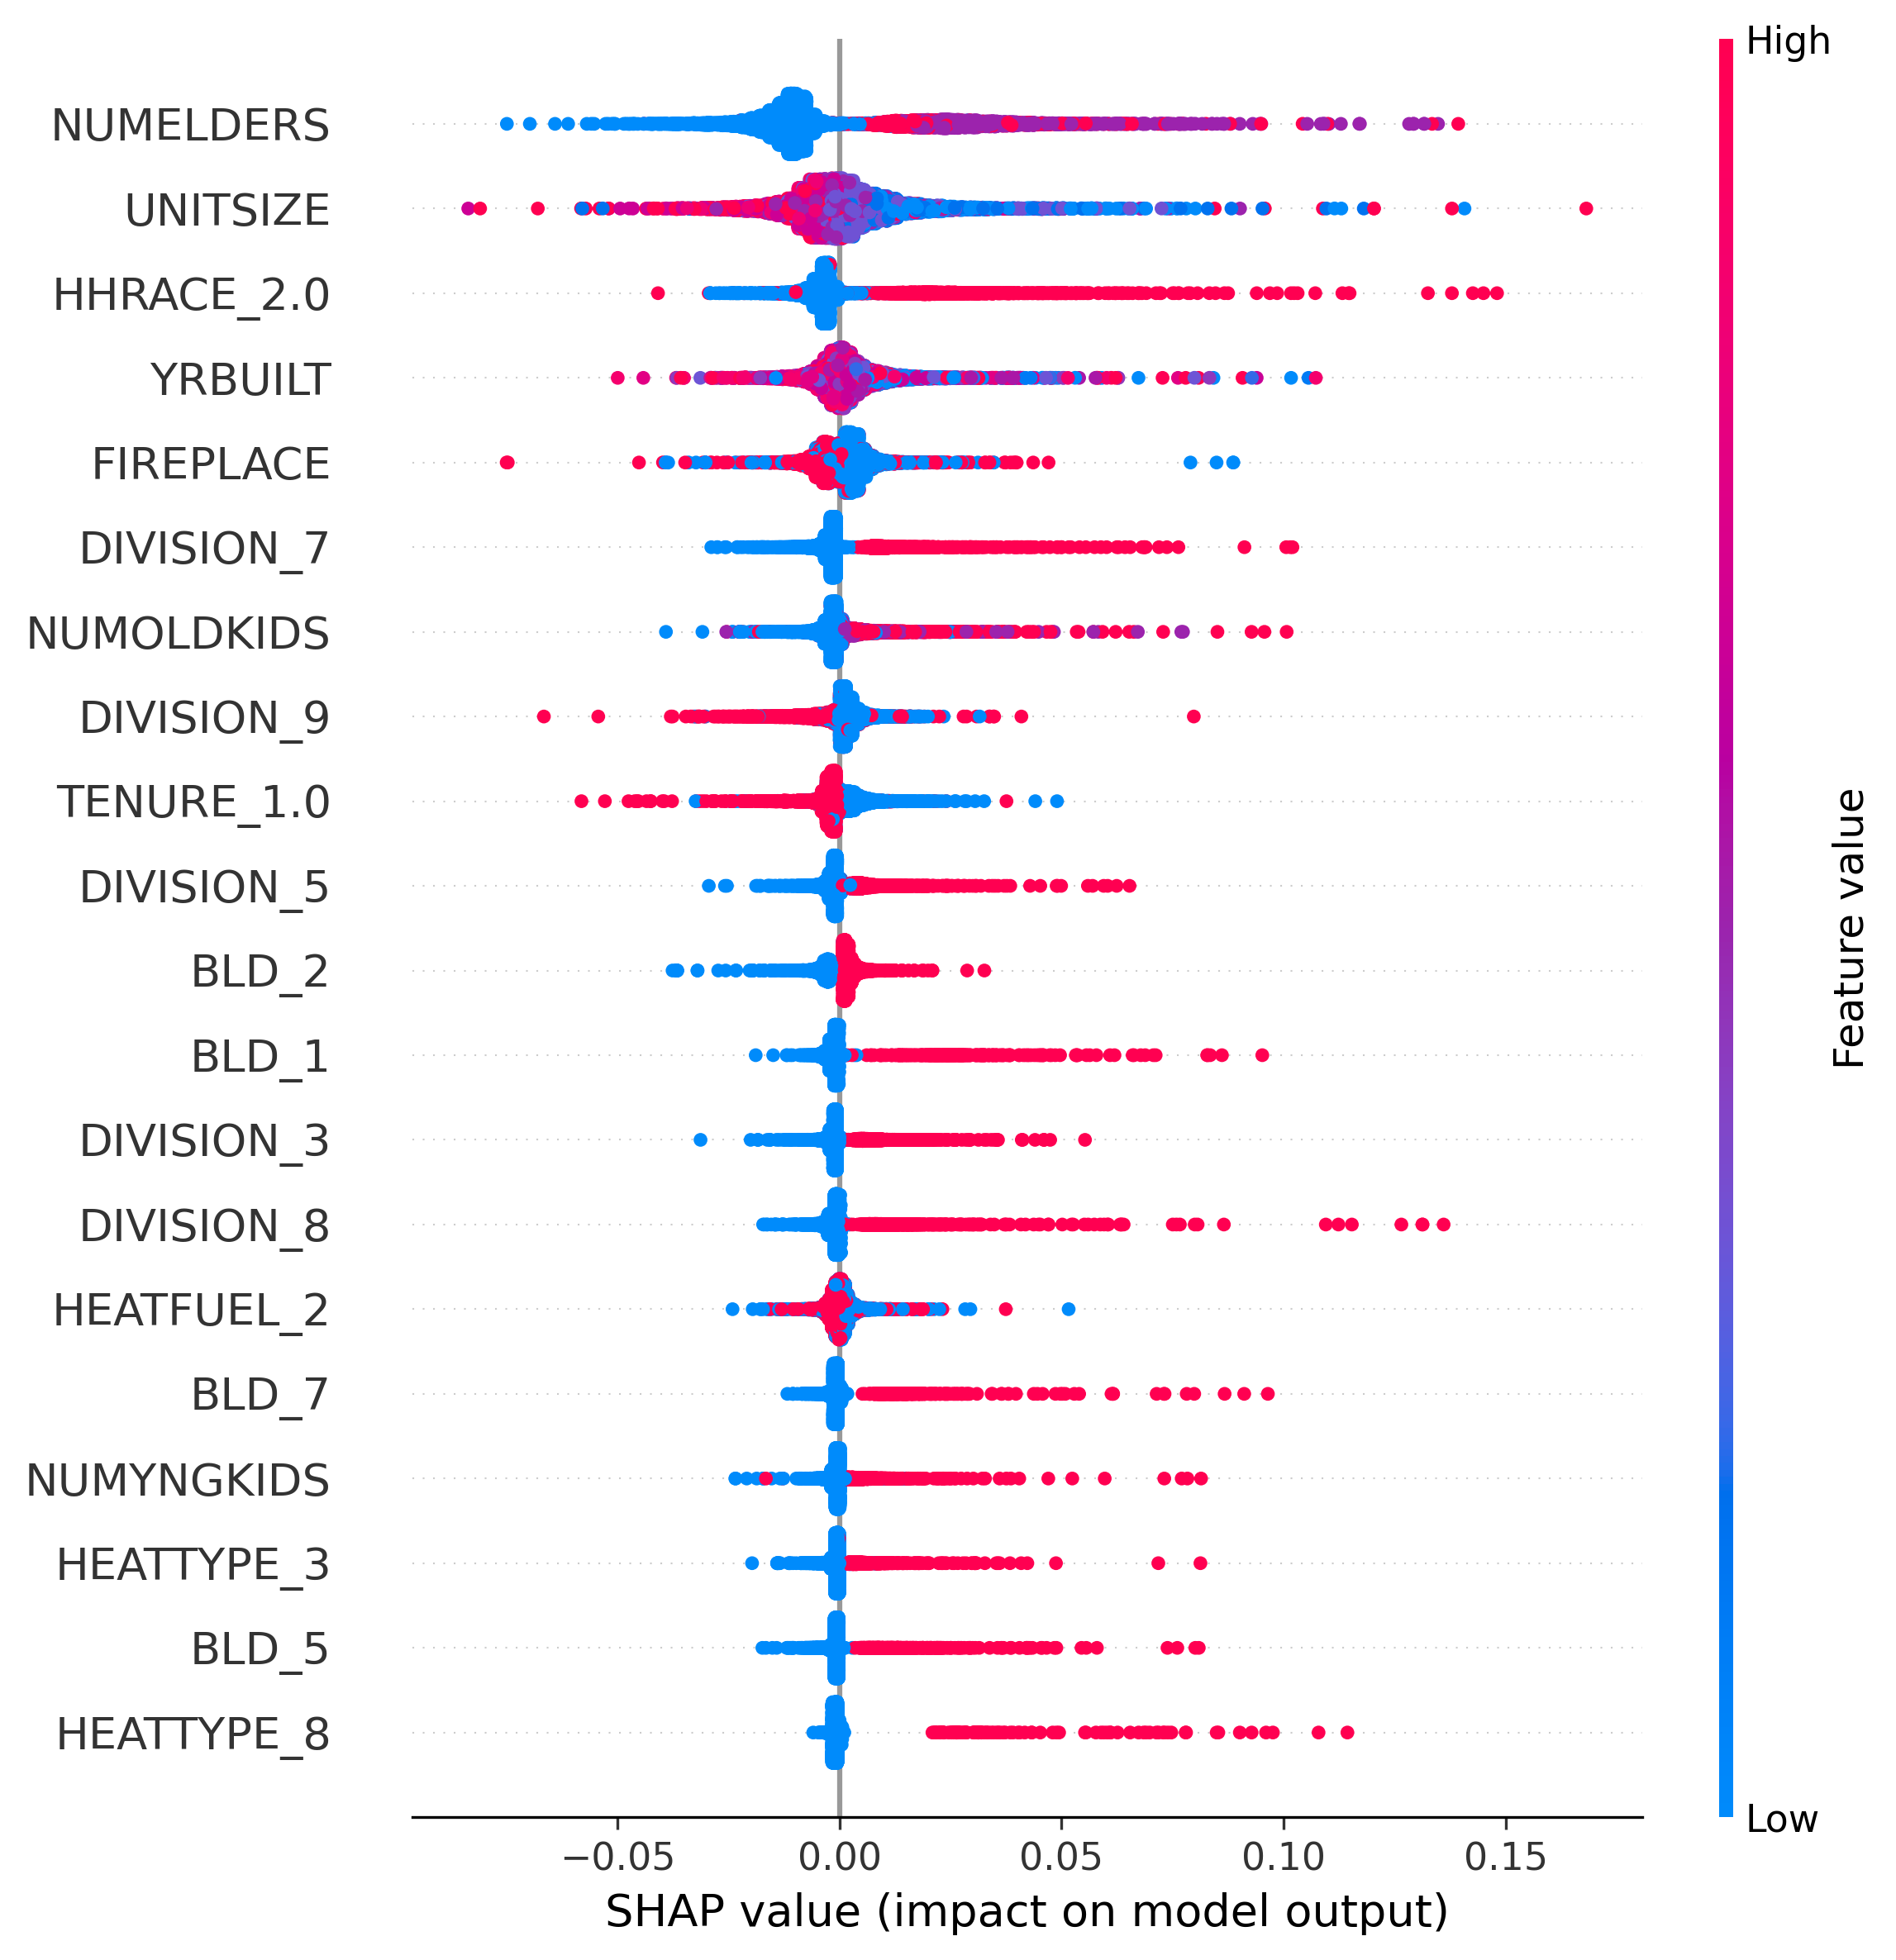 High
NUMELDERS
UNITSIZE
HHRACE_2.0
YRBUILT
FIREPLACE
DIVISION_7
NUMOLDKIDS
DIVISION_9
TENURE_1.0
DIVISION_5
BLD_2
BLD_1
DIVISION_3
DIVISION_8
HEATFUEL_2
BLD_7
NUMYNGKIDS
HEATTYPE_3
BLD_5
HEATTYPE_8
Feature value
Low
−0.05 0.00 0.05 0.10 0.15
SHAP value (impact on model output)